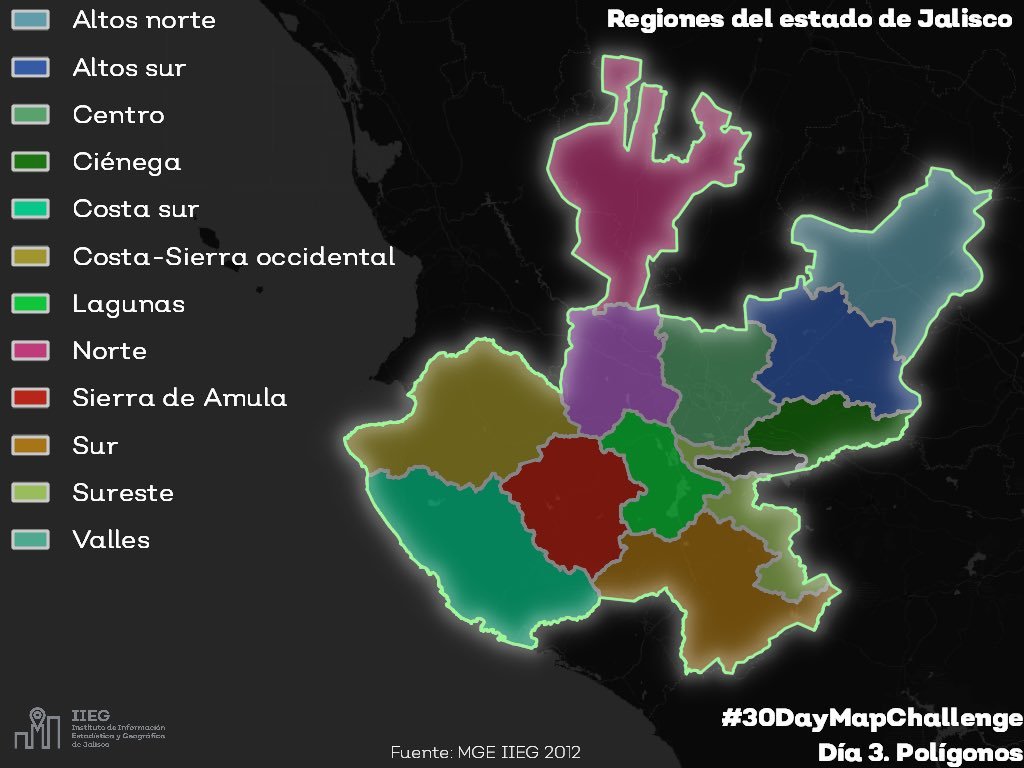 Regiones del estado de Jalisco
Altos norte
Altos sur
Centro
Ciénega
Costa sur
Costa-Sierra occidental
Lagunas
Norte
Sierra de Amula
Sur
Sureste
Valles
IIEG
Instituto de Información
Estadística y Geográfica
de Jalisco
Fuente: MGE IIEG 2012
#30DayMapChallenge
Día 3. Polígonos